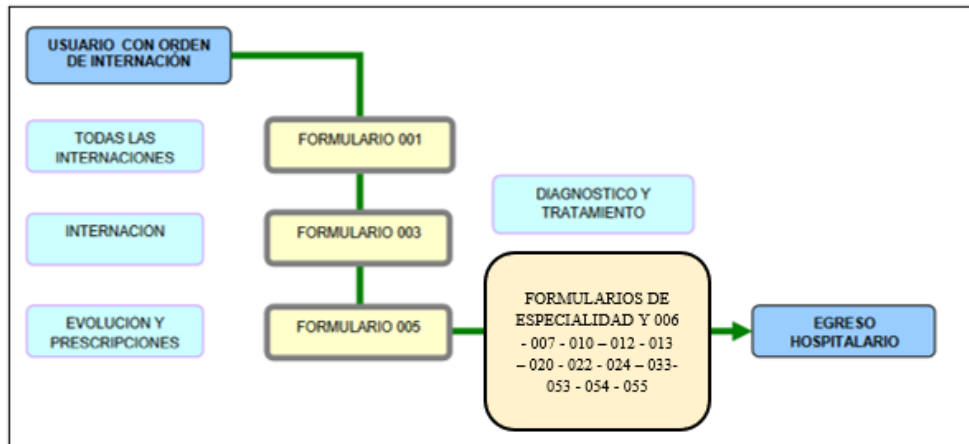 USUARIO CON ORDEN
DE INTERNACIÓN
TODAS LAS
INTERNACIONES
FORMULARIO 001
DIAGNOSTICO Y
TRATAMIENTO
INTERNACION
FORMULARIO 003
EVOLUCION Y
PRESCRIPCIONES
FORMULARIO 005
FORMULARIOS DE
ESPECIALIDAD Y 006
- 007 - 010 – 012 - 013
– 020 - 022 - 024 – 033-
053 - 054 - 055
EGRESO
HOSPITALARIO